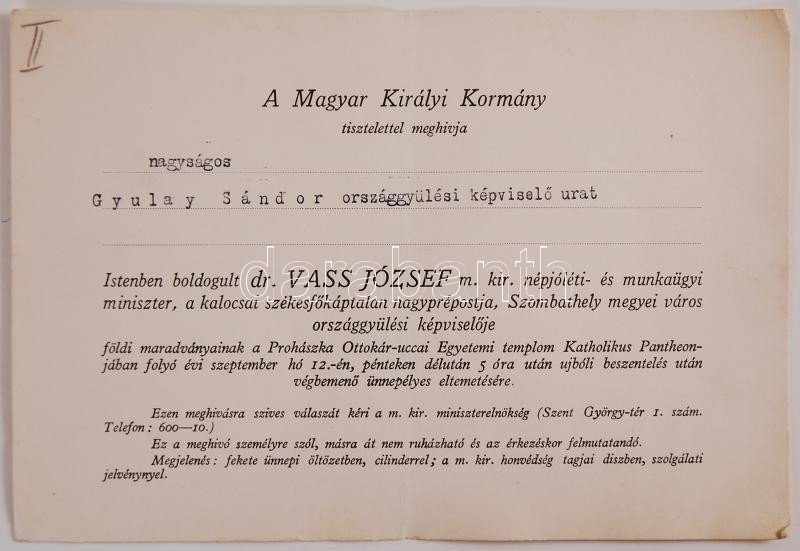 II
A Magyar Királyi Kormány
tisztelettel meghivja
nagyságos
Gyulay Sándor országgyülési képviselő urat
darabanth
Istenben boldogult dr. VASS JÓZSEF m. kir. népjóléti- és munkaügyi
miniszter, a kalocsai székesfőkáptalan nagyprépostja, Szombathely megyei város
országgyülési képviselője
földi maradványainak a Prohászka Ottokár-uccai Egyetemi templom Katholikus Pantheon-
jában folyó évi szeptember hó 12.-én, pénteken délután 5 óra után ujbóli beszentelés után
végbemenő ünnepélyes eltemetésére.
Ezen meghivásra szives válaszát kéri a m. kir. miniszterelnökség (Szent György-tér 1. szám.
Telefon: 600—10.)
Ez a meghivó személyre szól, másra át nem ruházható és az érkezéskor felmutatandó.
Megjelenés: fekete ünnepi öltözetben, cilinderrel; a m. kir. honvédség tagjai diszben, szolgálati
jelvénynyel.